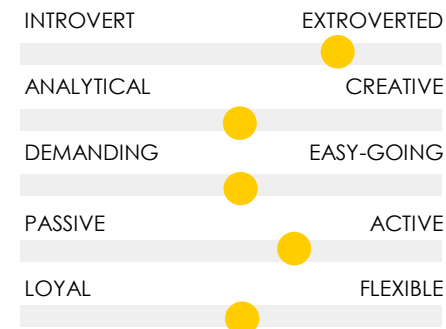 INTROVERT EXTROVERTED
ANALYTICAL CREATIVE
DEMANDING EASY-GOING
PASSIVE ACTIVE
LOYAL FLEXIBLE